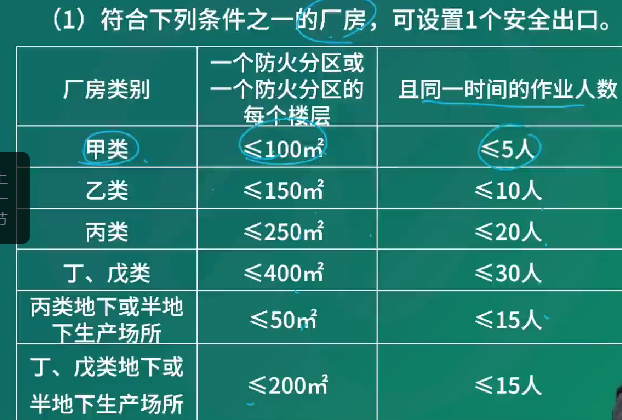 （1）符合下列条件之一的厂房，可设置1个安全出口。
厂房类别
一个防火分区或
一个防火分区的
每个楼层
且同一时间的作业人数
甲类
≤100㎡
≤5人
乙类
≤150㎡
≤10人
丙类
≤250㎡
≤20人
丁、戊类
≤400㎡
≤30人
丙类地下或半地
下生产场所
≤50㎡
≤15人
丁、戊类地下或
半地下生产场所
≤200㎡
≤15人